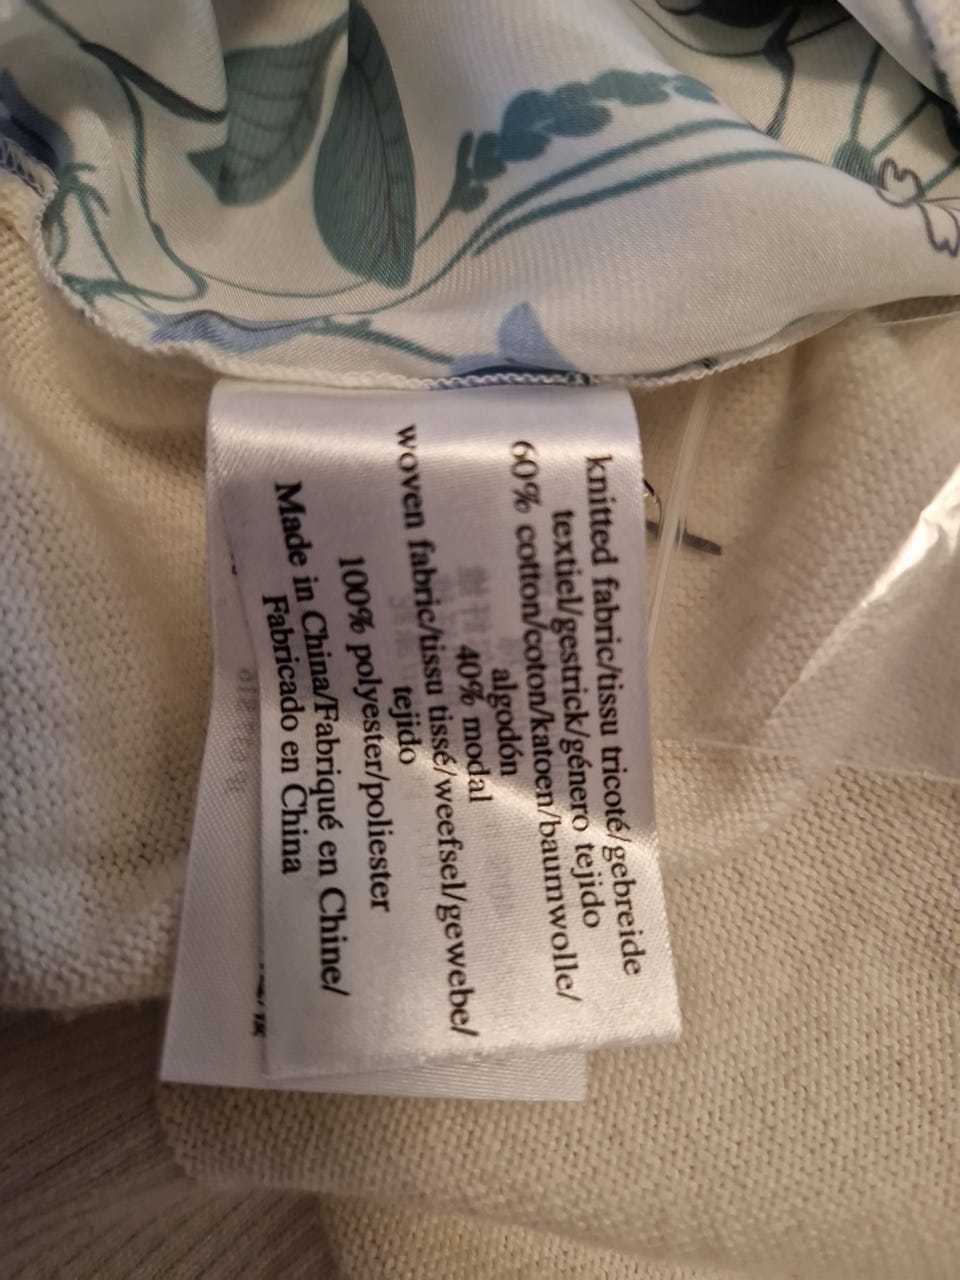 knitted fabric/tissu tricoté/gebreide
textiel/gestrick/género tejido
60% cotton/coton/katoen/baumwolle/
algodón
40% modal
woven fabric/tissu tissé/weefsel/gewebe/
tejido
100% polyester/poliester
Made in China/Fabriqué en Chine/
Fabricado en China